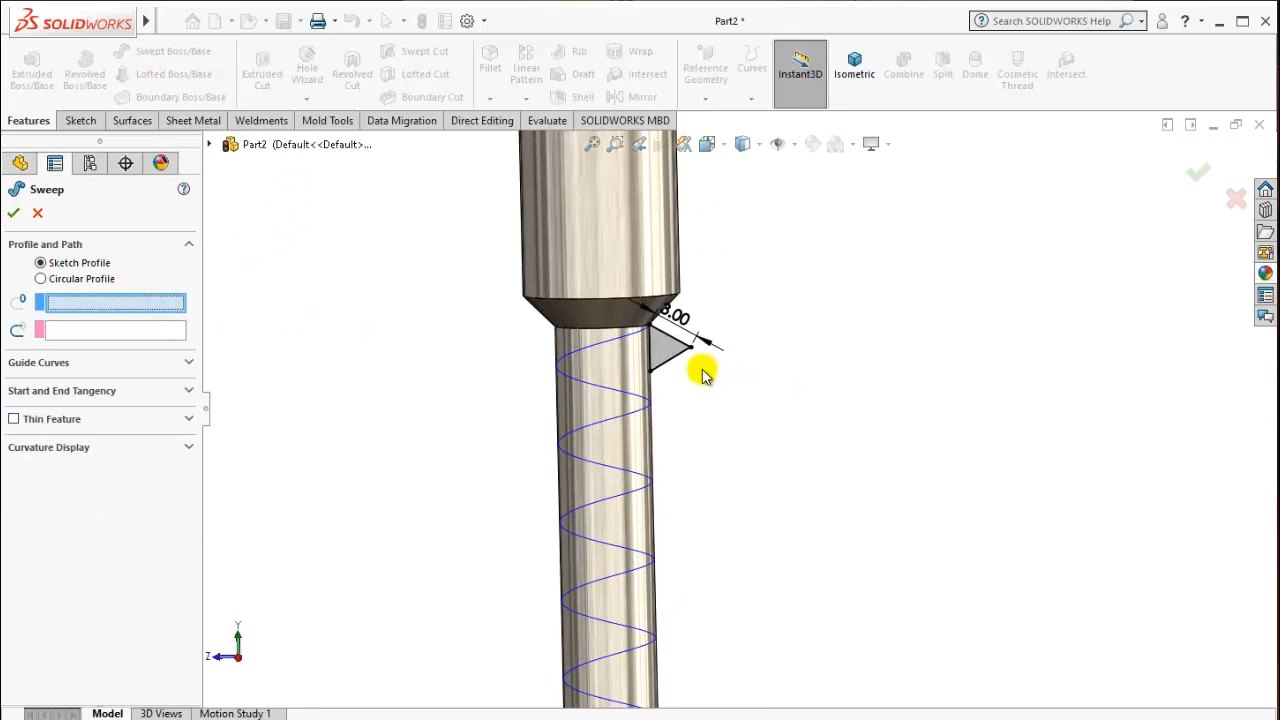 SOLIDWORKS
Part2 *
Search SOLIDWORKS Help
Extruded Boss/Base
Revolved Boss/Base
Swept Boss/Base
Lofted Boss/Base
Boundary Boss/Base
Extruded Cut
Hole Wizard
Revolved Cut
Swept Cut
Lofted Cut
Boundary Cut
Fillet
Linear Pattern
Rib
Draft
Shell
Wrap
Intersect
Mirror
Reference Geometry
Curves
Instant3D
Isometric
Combine
Split
Dome
Cosmetic Thread
Intersect
Features Sketch Surfaces Sheet Metal Weldments Mold Tools Data Migration Direct Editing Evaluate SOLIDWORKS MBD
Part2 (Default<<Default>...
Sweep
Profile and Path
Sketch Profile
Circular Profile
Guide Curves
Start and End Tangency
Thin Feature
Curvature Display
3.00
Y
Z
Model 3D Views Motion Study 1